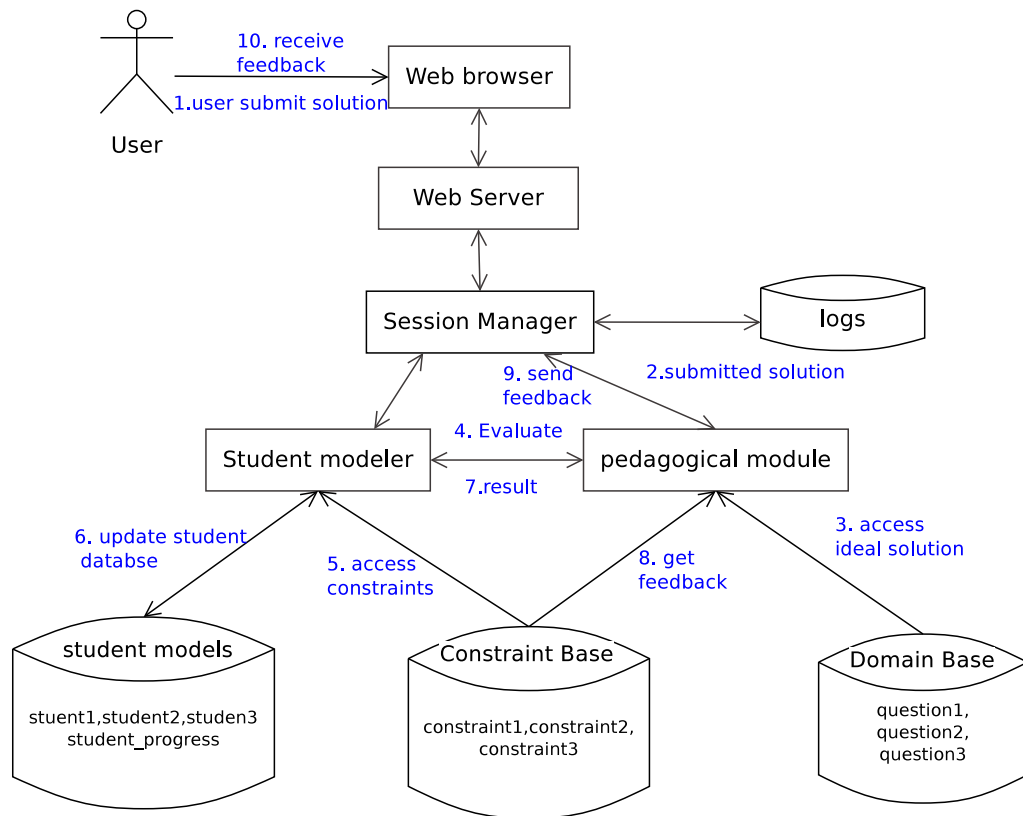 10. receive
feedback
Web browser
1.user submit solution
User
Web Server
Session Manager
logs
9. send
feedback
2.submitted solution
4. Evaluate
Student modeler
pedagogical module
7.result
6. update student
databse
5. access
constraints
8. get
feedback
3. access
ideal solution
student models
Constraint Base
Domain Base
stuent1,student2,studen3
student_progress
constraint1,constraint2,
constraint3
question1,
question2,
question3